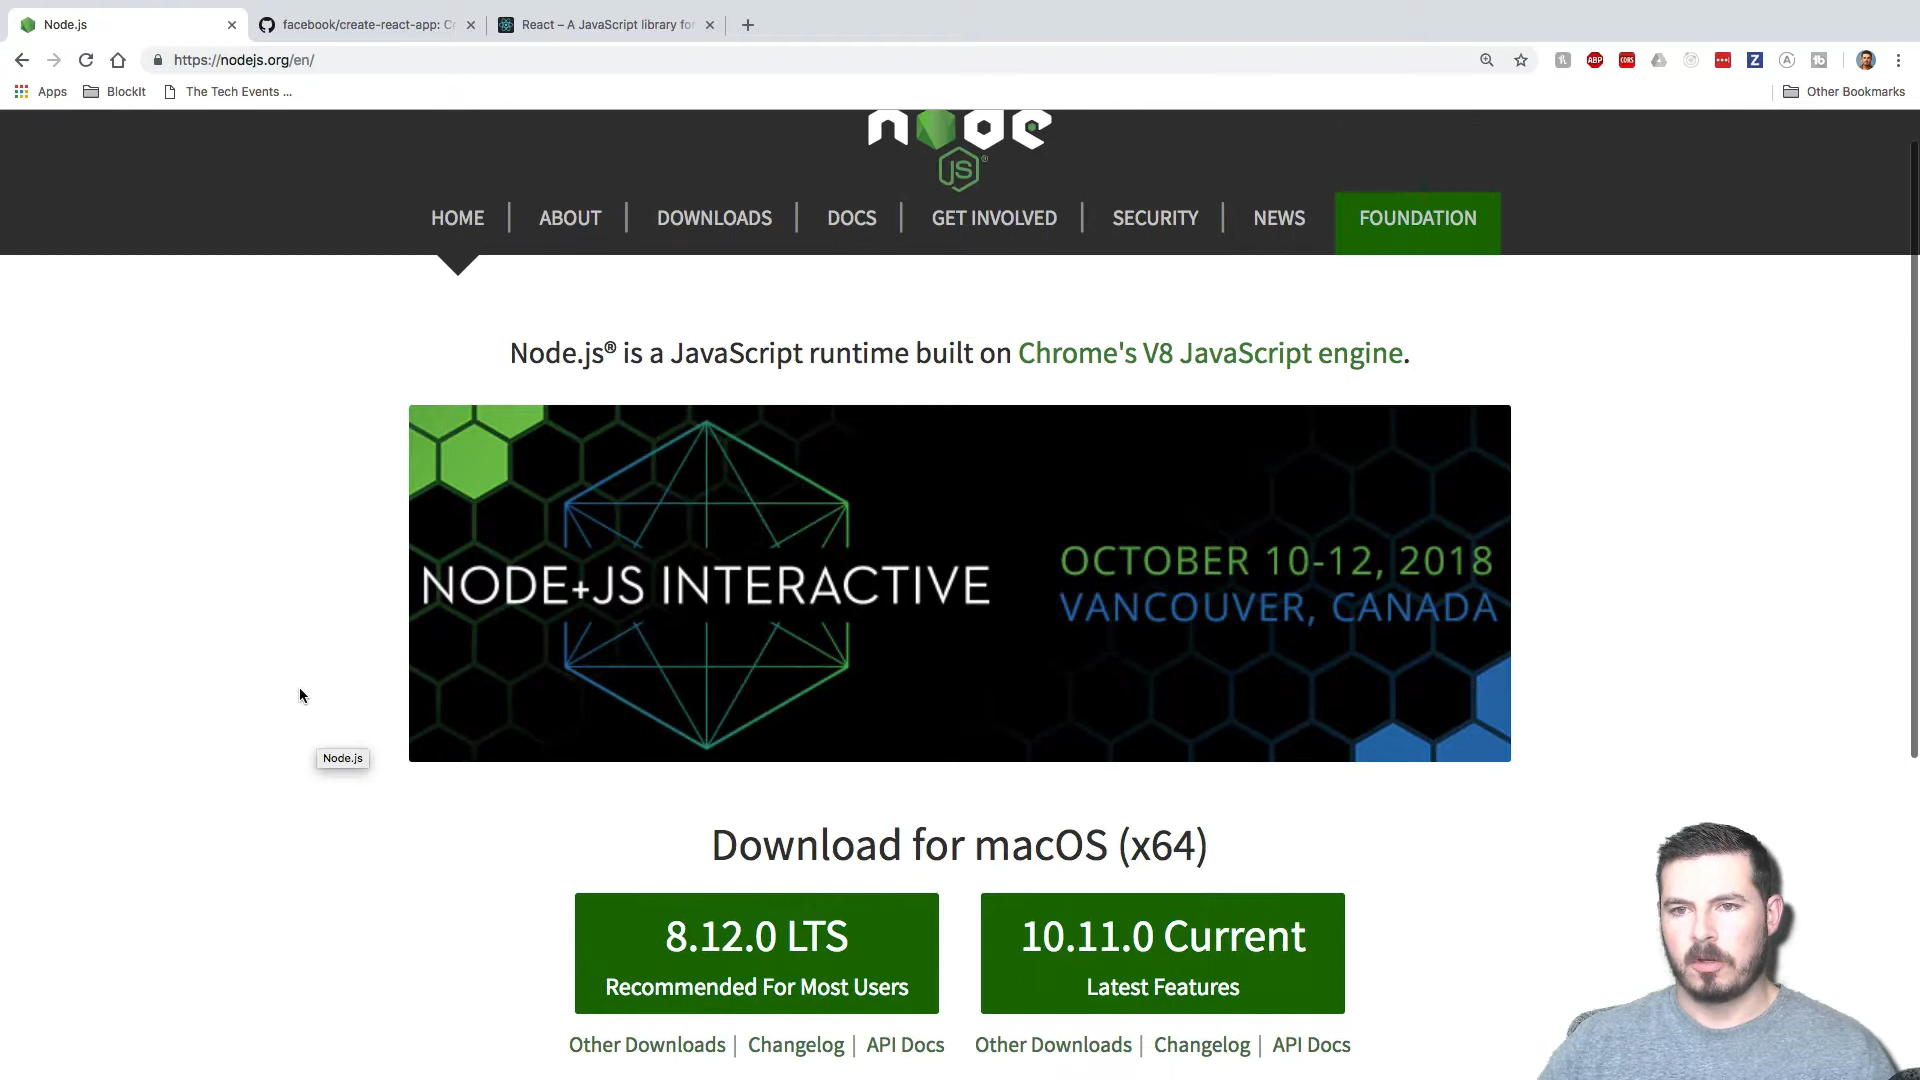 Node.js
facebook/create-react-app: Cr
React – A JavaScript library for
https://nodejs.org/en/
ABP
CORS
Z
A
Apps
BlockIt
The Tech Events ...
Other Bookmarks
node
JS®
HOME
ABOUT
DOWNLOADS
DOCS
GET INVOLVED
SECURITY
NEWS
FOUNDATION
Node.js® is a JavaScript runtime built on Chrome's V8 JavaScript engine.
NODE+JS INTERACTIVE
OCTOBER 10-12, 2018
VANCOUVER, CANADA
Node.js
Download for macOS (x64)
8.12.0 LTS
Recommended For Most Users
10.11.0 Current
Latest Features
Other Downloads | Changelog | API Docs
Other Downloads | Changelog | API Docs